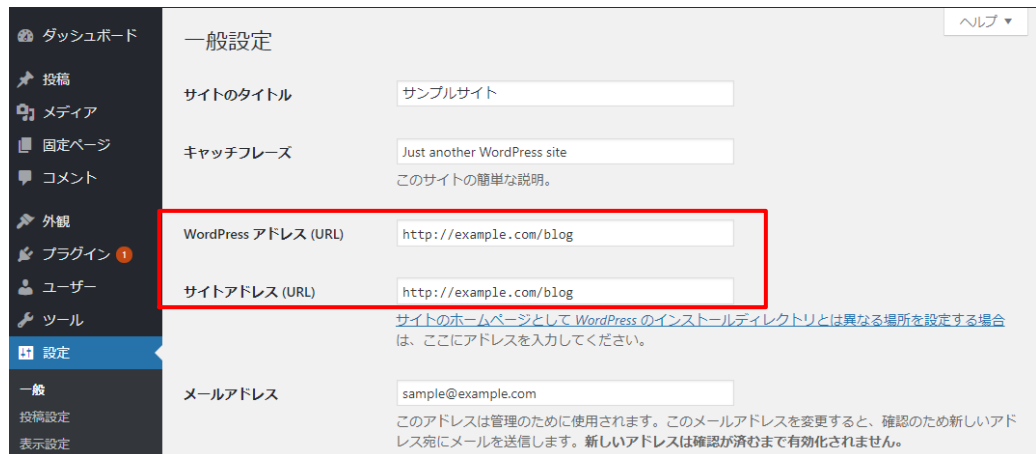 ヘルプ ▼
ダッシュボード
投稿
メディア
固定ページ
コメント
外観
プラグイン 1
ユーザー
ツール
設定
一般
投稿設定
表示設定
一般設定
サイトのタイトル
サンプルサイト
キャッチフレーズ
Just another WordPress site
このサイトの簡単な説明。
WordPress アドレス (URL)
http://example.com/blog
サイトアドレス (URL)
http://example.com/blog
サイトのホームページとして WordPress のインストールディレクトリとは異なる場所を設定する場合
は、ここにアドレスを入力してください。
メールアドレス
sample@example.com
このアドレスは管理のために使用されます。このメールアドレスを変更すると、確認のため新しいアド
レス宛にメールを送信します。新しいアドレスは確認が済むまで有効化されません。